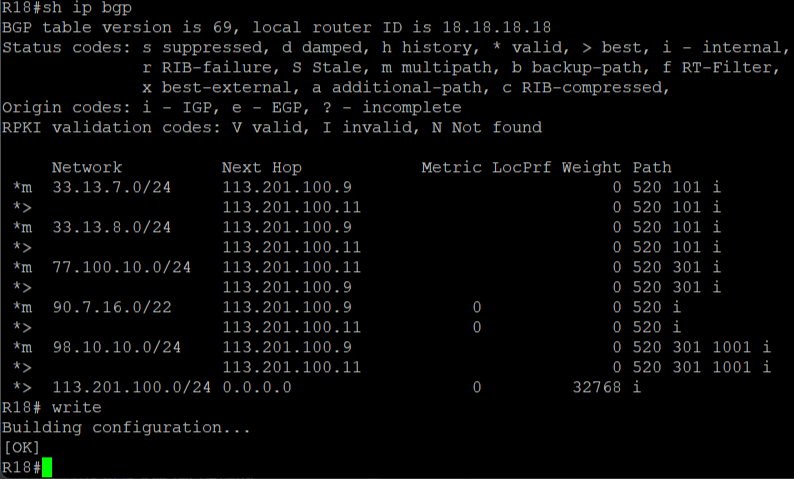 R18#sh ip bgp
BGP table version is 69, local router ID is 18.18.18.18
Status codes: s suppressed, d damped, h history, * valid, > best, i - internal,
              r RIB-failure, S Stale, m multipath, b backup-path, f RT-Filter,
              x best-external, a additional-path, c RIB-compressed,
Origin codes: i - IGP, e - EGP, ? - incomplete
RPKI validation codes: V valid, I invalid, N Not found

     Network          Next Hop            Metric LocPrf Weight Path
 *m  33.13.7.0/24     113.201.100.9                          0 520 101 i
 *>                   113.201.100.11                         0 520 101 i
 *m  33.13.8.0/24     113.201.100.9                          0 520 101 i
 *>                   113.201.100.11                         0 520 101 i
 *m  77.100.10.0/24   113.201.100.11                         0 520 301 i
 *>                   113.201.100.9                          0 520 301 i
 *m  90.7.16.0/22     113.201.100.9            0             0 520 i
 *>                   113.201.100.11           0             0 520 i
 *m  98.10.10.0/24    113.201.100.9                          0 520 301 1001 i
 *>                   113.201.100.11                         0 520 301 1001 i
 *>  113.201.100.0/24 0.0.0.0                  0         32768 i
R18# write
Building configuration...
[OK]
R18#